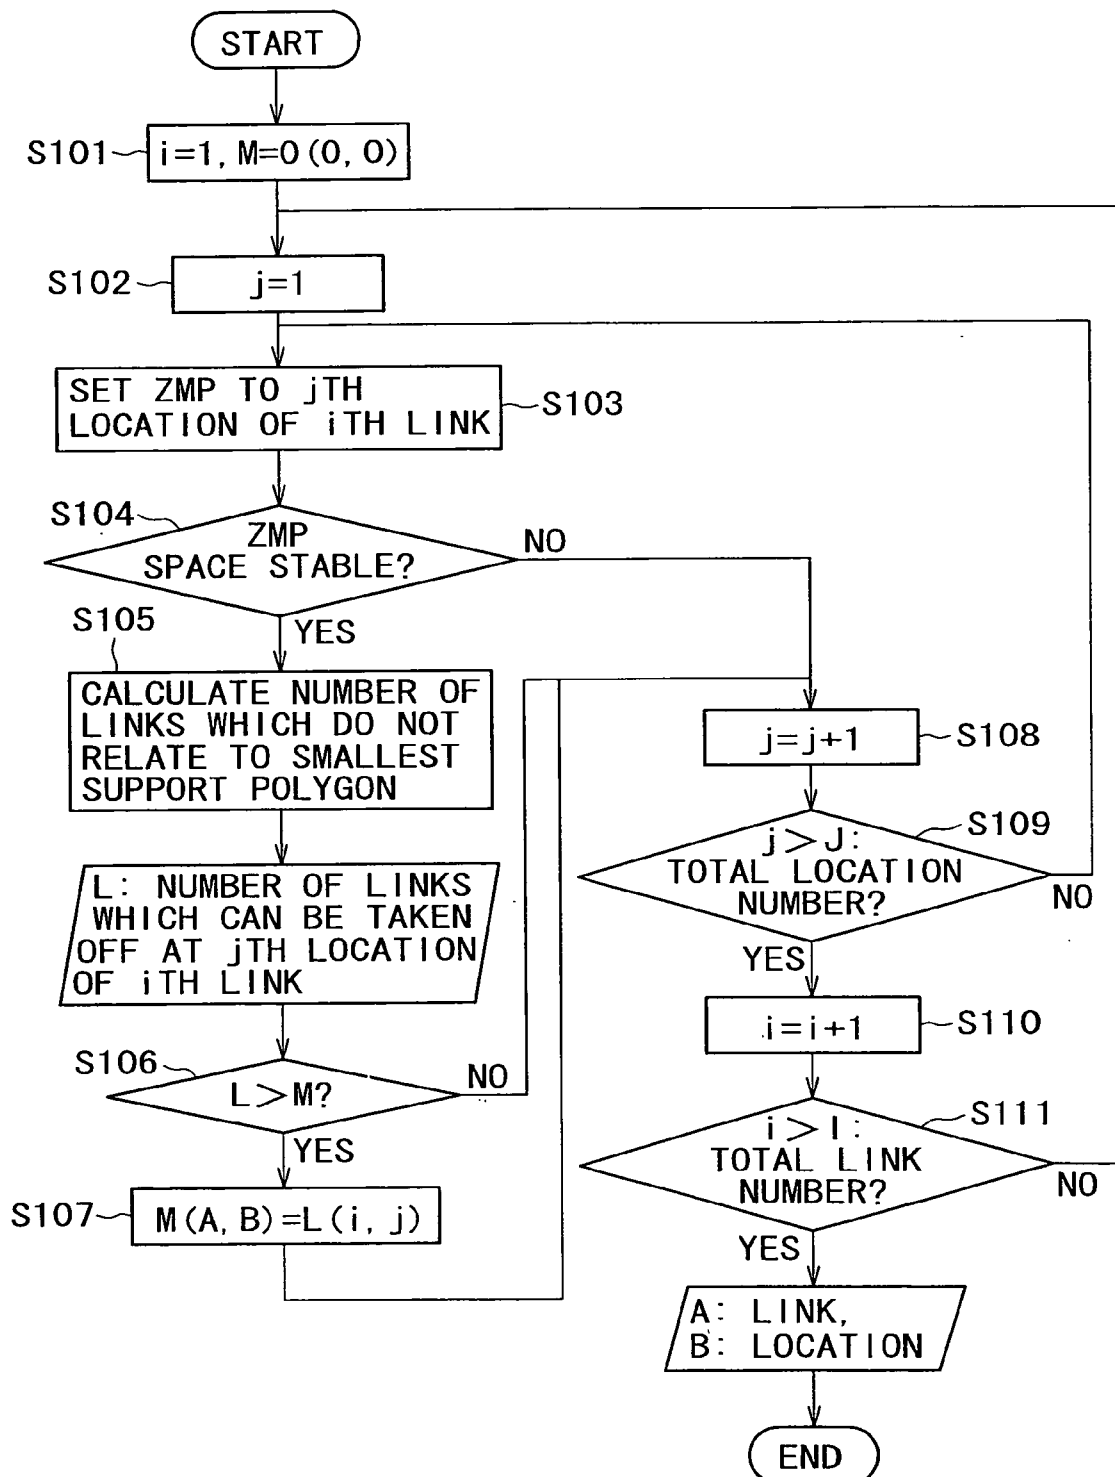 START
S101
i=1, M=0(0, 0)
S102
j=1
SET ZMP TO jTH
LOCATION OF iTH LINK
S103
S104
ZMP
SPACE STABLE?
NO
YES
S105
CALCULATE NUMBER OF
LINKS WHICH DO NOT
RELATE TO SMALLEST
SUPPORT POLYGON
L: NUMBER OF LINKS
WHICH CAN BE TAKEN
OFF AT jTH LOCATION
OF iTH LINK
S106
L>M?
NO
YES
S107
M(A, B)=L(i, j)
j=j+1
S108
S109
j>J:
TOTAL LOCATION
NUMBER?
NO
YES
i=i+1
S110
S111
i>I:
TOTAL LINK
NUMBER?
NO
YES
A: LINK,
B: LOCATION
END